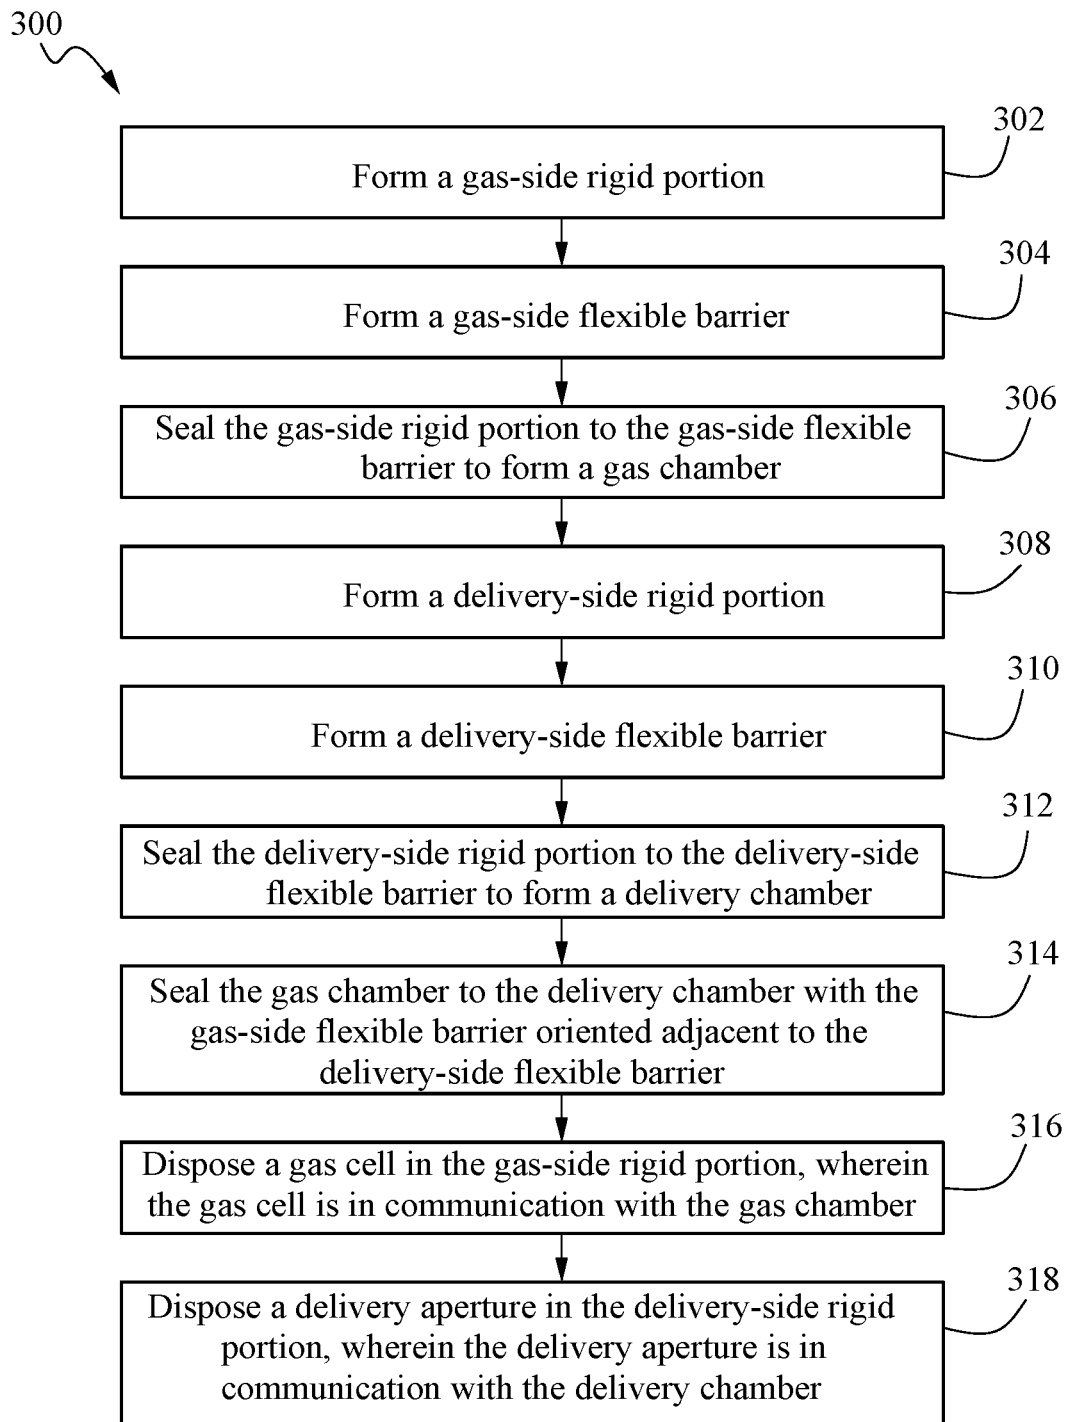 300
302
Form a gas-side rigid portion
304
Form a gas-side flexible barrier
306
Seal the gas-side rigid portion to the gas-side flexible
barrier to form a gas chamber
308
Form a delivery-side rigid portion
310
Form a delivery-side flexible barrier
312
Seal the delivery-side rigid portion to the delivery-side
flexible barrier to form a delivery chamber
314
Seal the gas chamber to the delivery chamber with the
gas-side flexible barrier oriented adjacent to the
delivery-side flexible barrier
316
Dispose a gas cell in the gas-side rigid portion, wherein
the gas cell is in communication with the gas chamber
318
Dispose a delivery aperture in the delivery-side rigid
portion, wherein the delivery aperture is in
communication with the delivery chamber